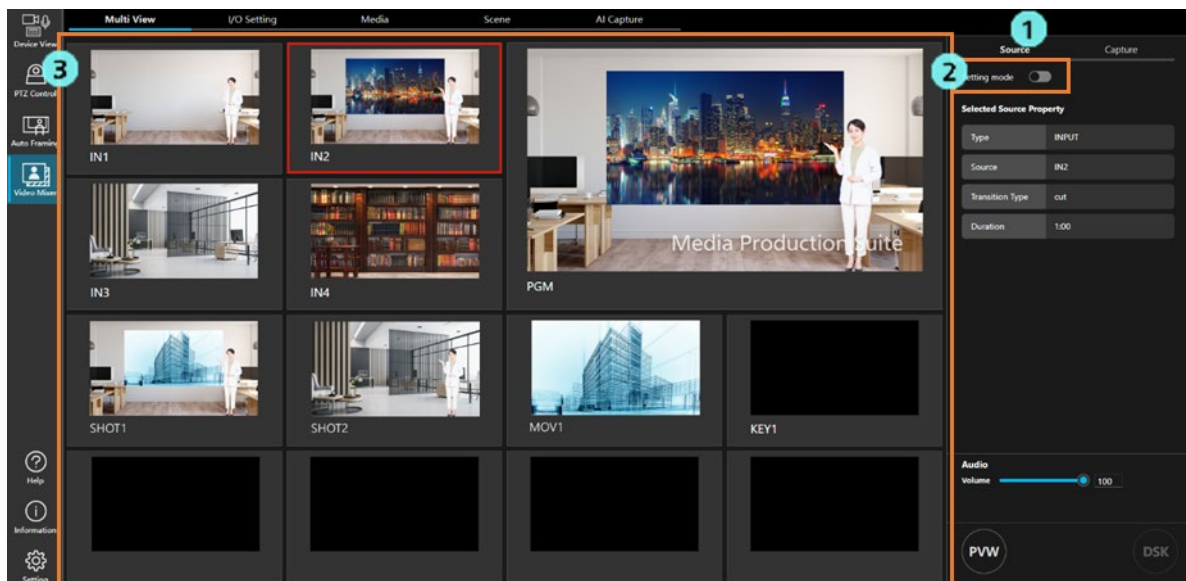 Multi View
I/O Setting
Media
Scene
AI Capture
Device View
PTZ Control
Auto Framing
Video Mixer
Help
Information
Setting
3
IN1
IN2
IN3
IN4
PGM
Media Production Suite
SHOT1
SHOT2
MOV1
KEY1
1
Source
Capture
2
etting mode
Selected Source Property
Type INPUT
Source IN2
Transition Type cut
Duration 1:00
Audio
Volume 100
PVW
DSK